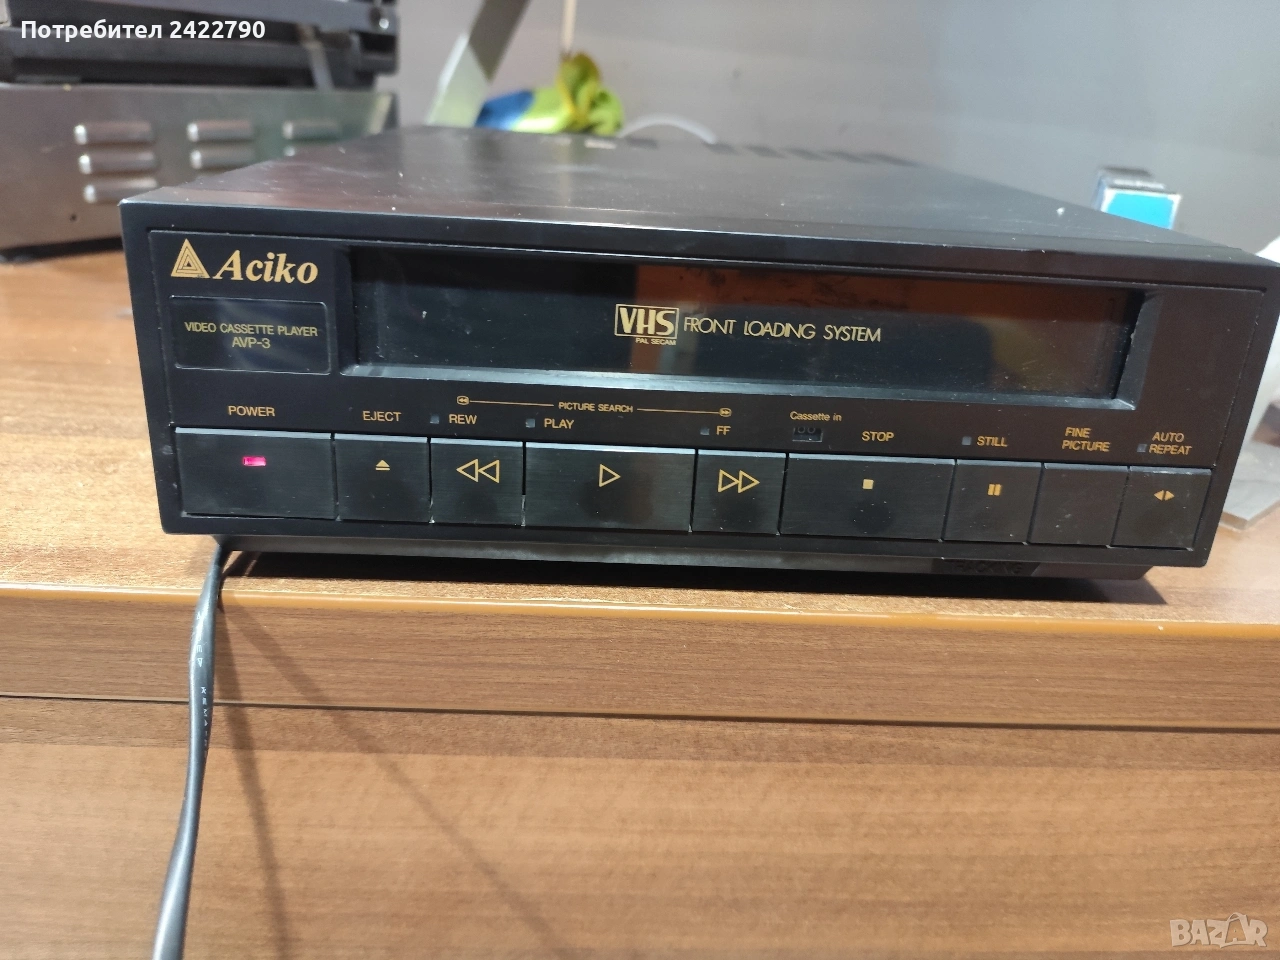 Потребител 2422790
Aciko
VIDEO CASSETTE PLAYER
AVP-3
VHS FRONT LOADING SYSTEM
PAL SECAM
PICTURE SEARCH
POWER
EJECT
REW
PLAY
FF
Cassette in
STOP
STILL
FINE
PICTURE
AUTO
REPEAT
TRACKING
BAZAR